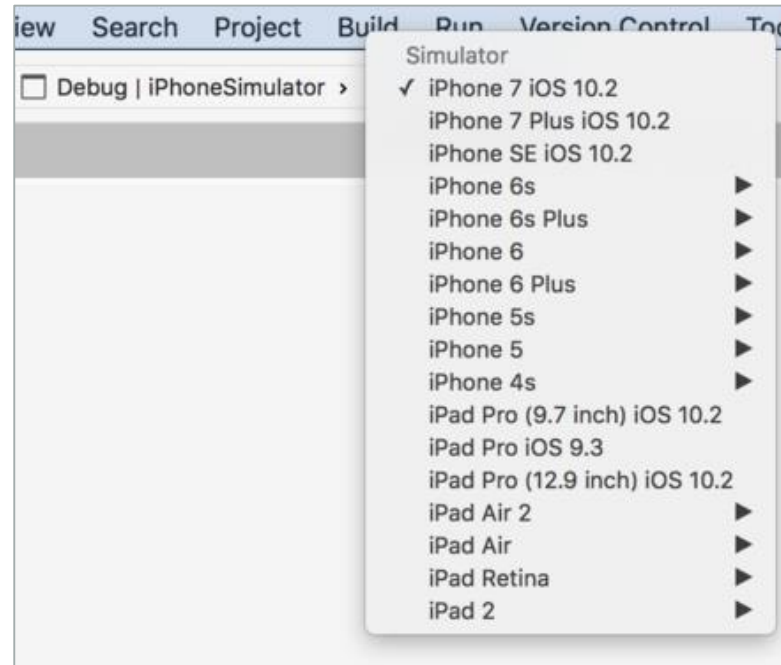 iew Search Project Build Run Version Control Too
Debug | iPhoneSimulator ›
Simulator
✓ iPhone 7 iOS 10.2
iPhone 7 Plus iOS 10.2
iPhone SE iOS 10.2
iPhone 6s ▶
iPhone 6s Plus ▶
iPhone 6 ▶
iPhone 6 Plus ▶
iPhone 5s ▶
iPhone 5 ▶
iPhone 4s ▶
iPad Pro (9.7 inch) iOS 10.2
iPad Pro iOS 9.3
iPad Pro (12.9 inch) iOS 10.2
iPad Air 2 ▶
iPad Air ▶
iPad Retina ▶
iPad 2 ▶